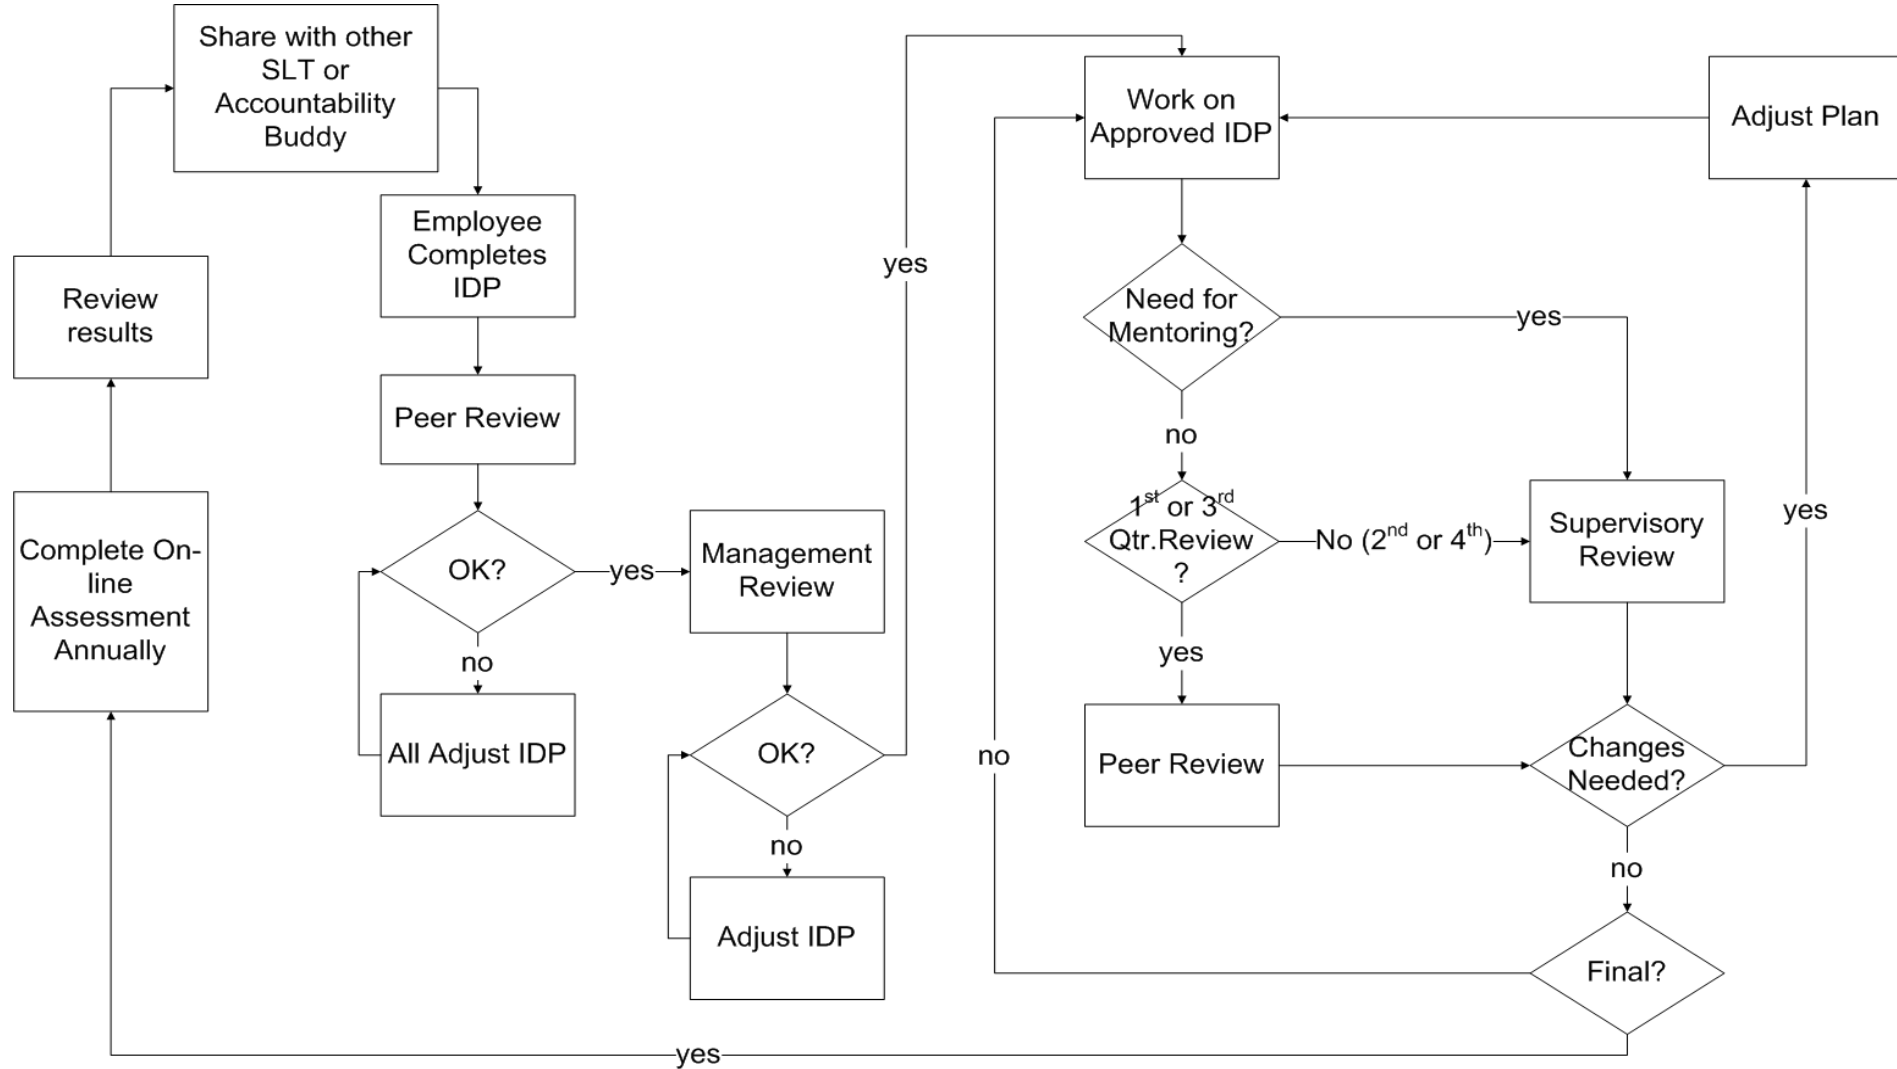 Share with other
SLT or
Accountability
Buddy
Review
results
Complete On-
line
Assessment
Annually
Employee
Completes
IDP
Peer Review
OK?
yes
no
All Adjust IDP
Management
Review
OK?
no
Adjust IDP
yes
Work on
Approved IDP
Adjust Plan
Need for
Mentoring?
yes
no
1st or 3rd
Qtr.Review
?
No (2nd or 4th)
Supervisory
Review
yes
yes
Peer Review
Changes
Needed?
no
no
Final?
yes